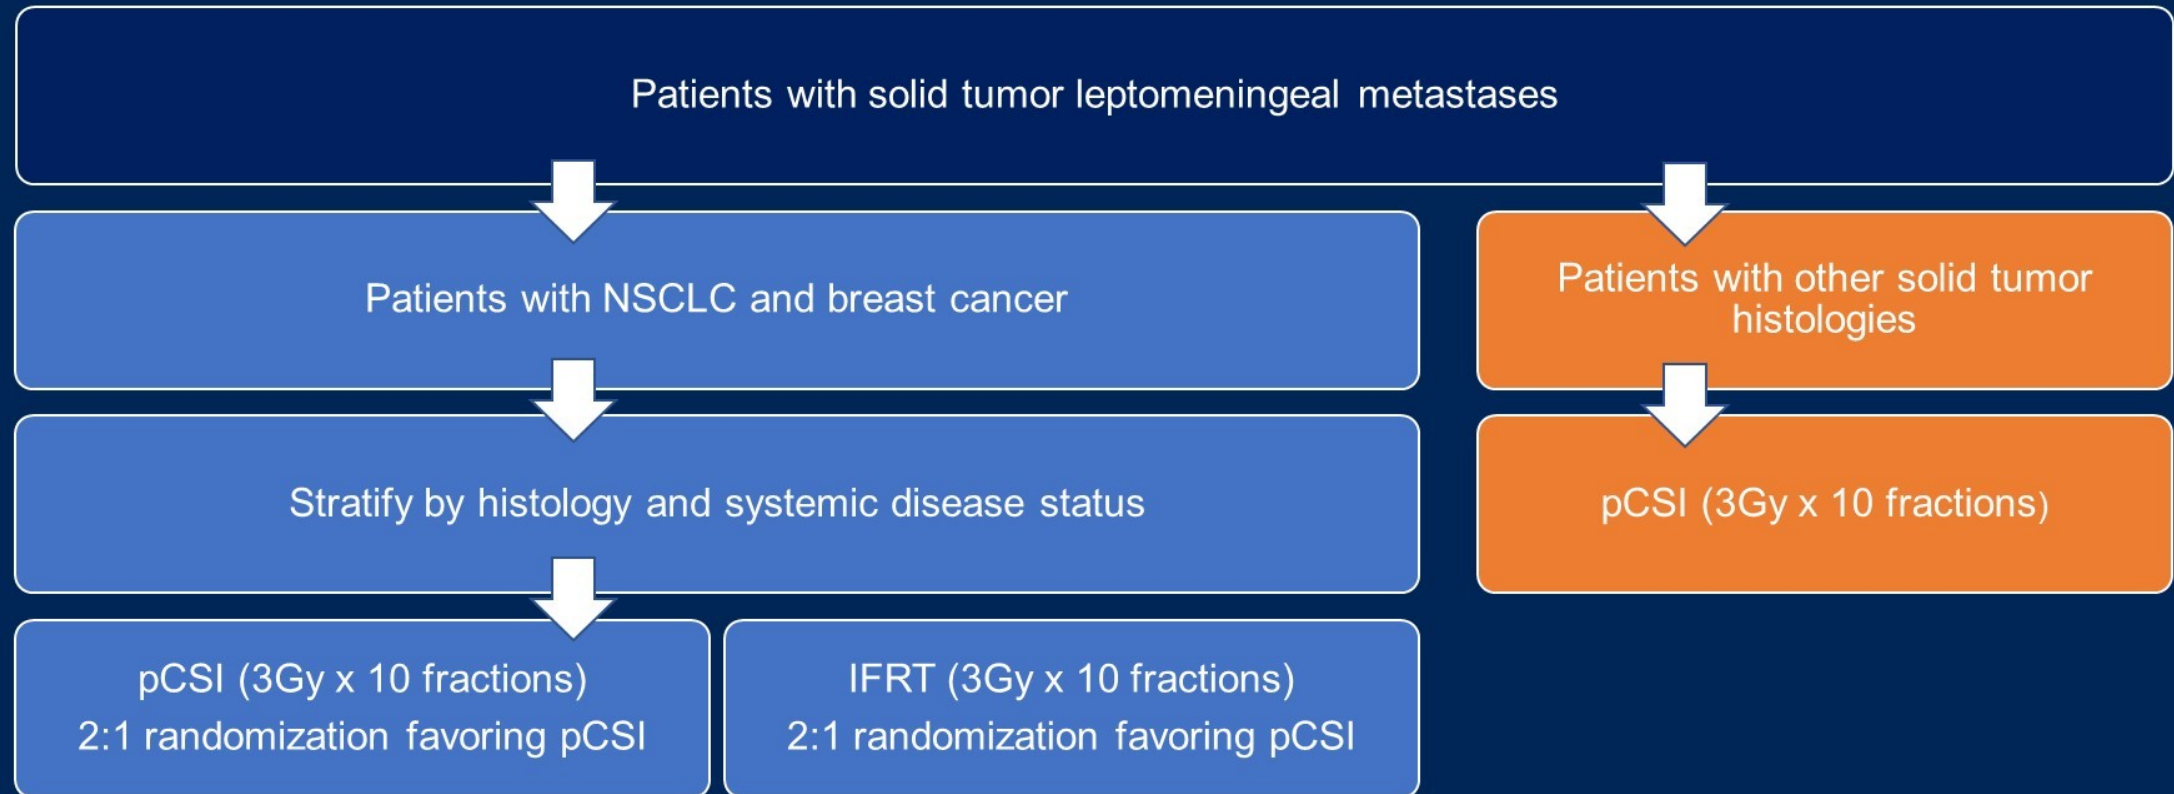 Patients with solid tumor leptomeningeal metastases
Patients with NSCLC and breast cancer
Patients with other solid tumor
histologies
Stratify by histology and systemic disease status
pCSI (3Gy x 10 fractions)
pCSI (3Gy x 10 fractions)
2:1 randomization favoring pCSI
IFRT (3Gy x 10 fractions)
2:1 randomization favoring pCSI